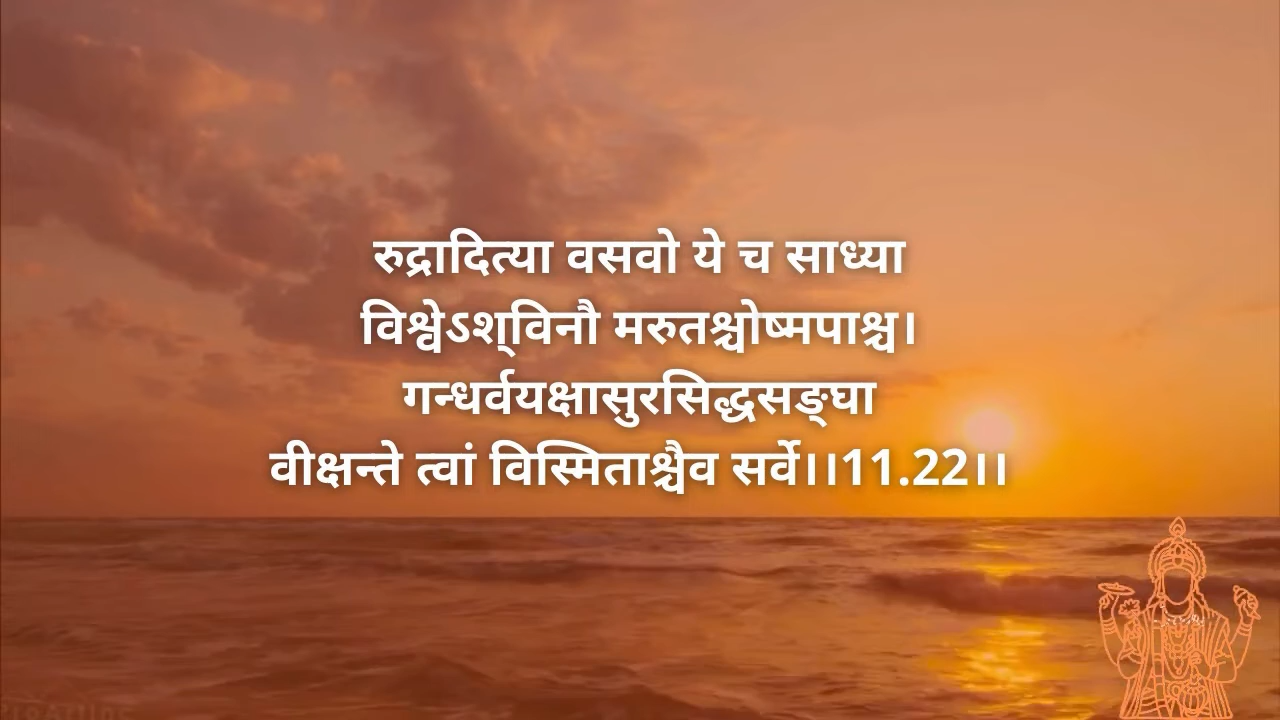 रुद्रादित्या वसवो ये च साध्या
विश्वेऽश्विनौ मरुतश्चोष्मपाश्च।
गन्धर्वयक्षासुरसिद्धसङ्घा
वीक्षन्ते त्वां विस्मिताश्चैव सर्वे।।11.22।।